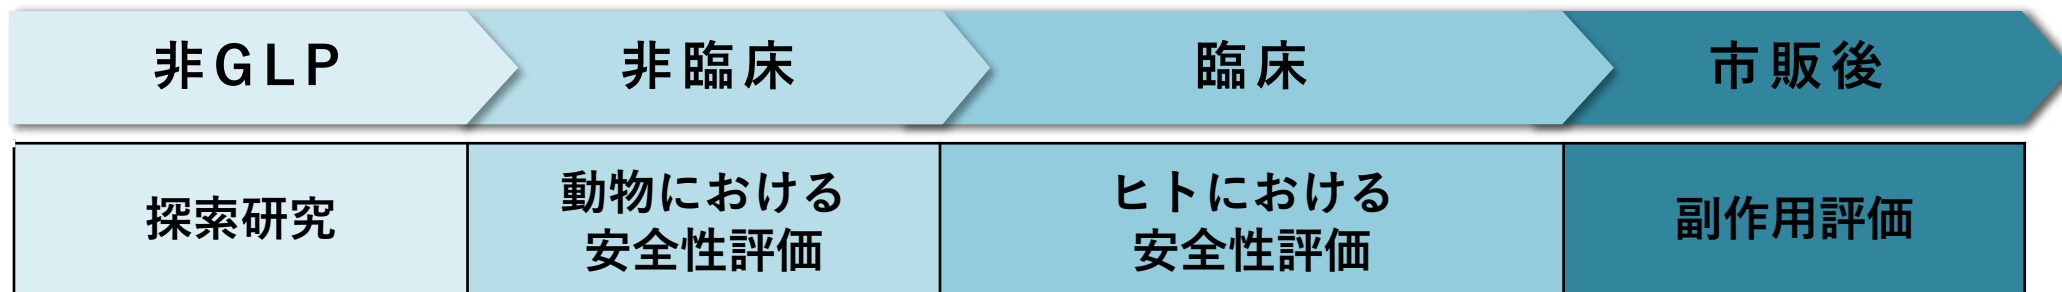 非GLP
非臨床
臨床
市販後
探索研究
動物における
安全性評価
ヒトにおける
安全性評価
副作用評価